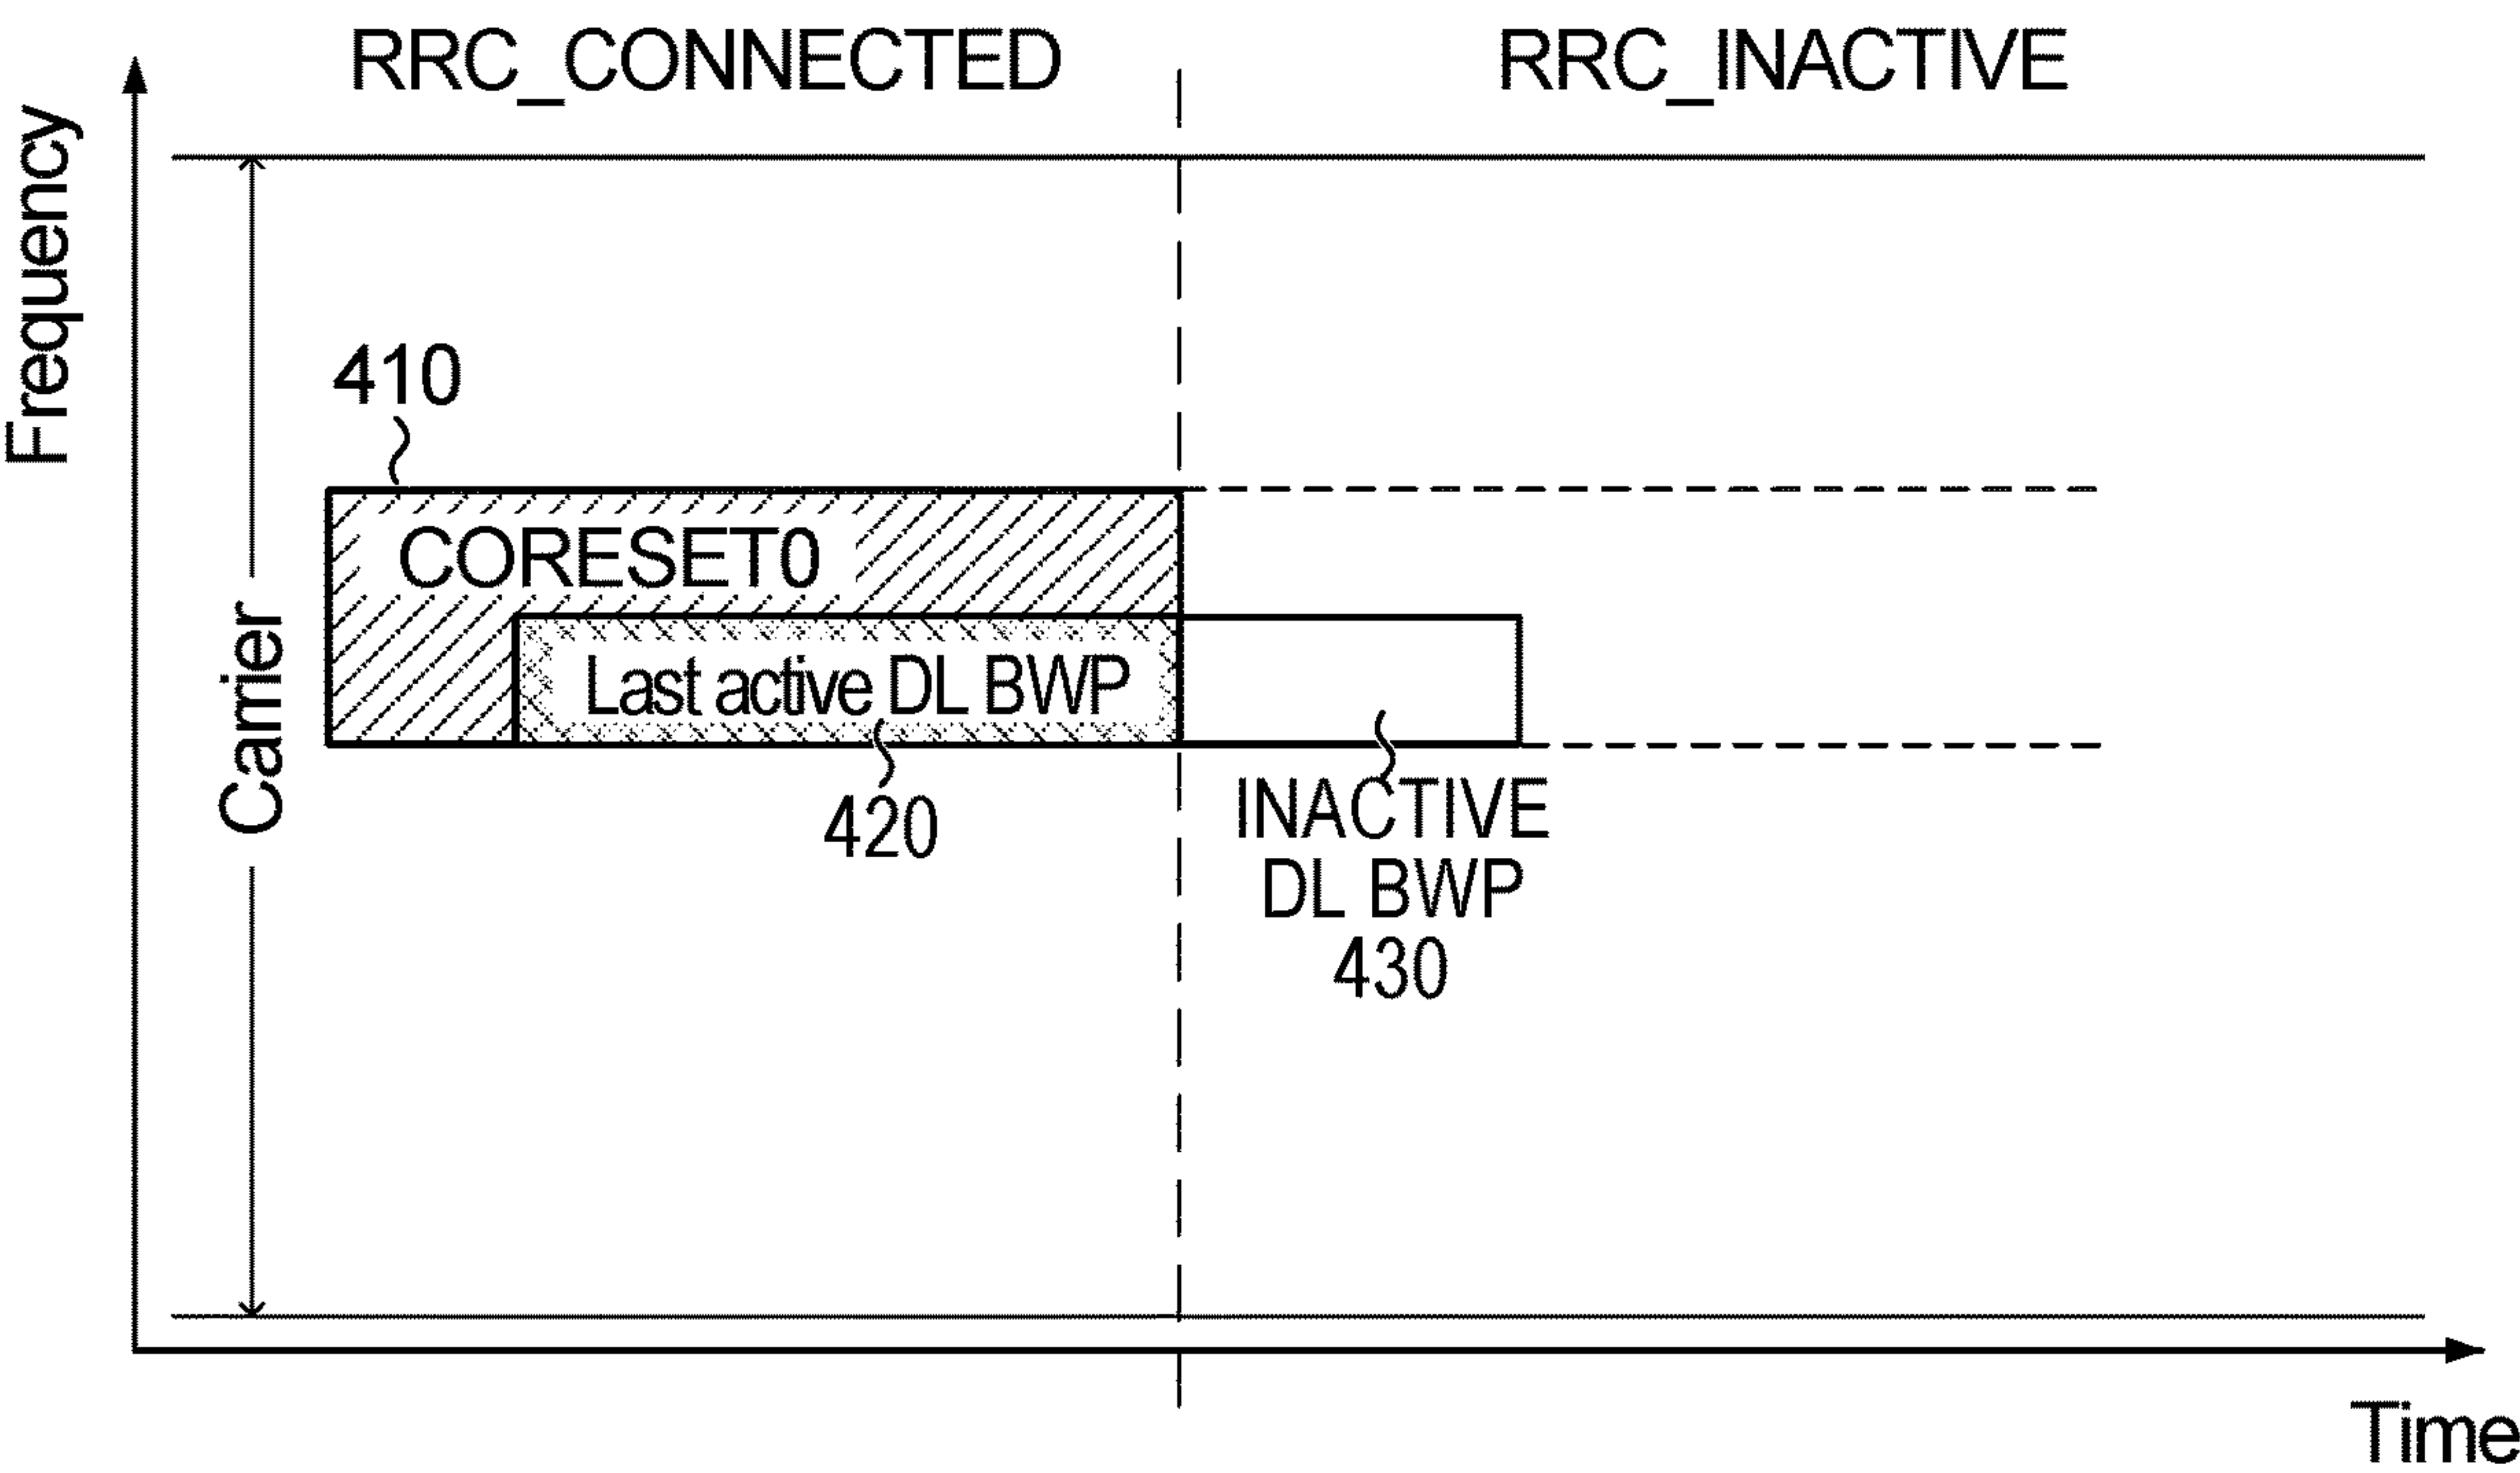 RRC_CONNECTED
RRC_INACTIVE
Frequency
410
CORESET0
Carrier
Last active DL BWP
420
INACTIVE
DL BWP
430
Time